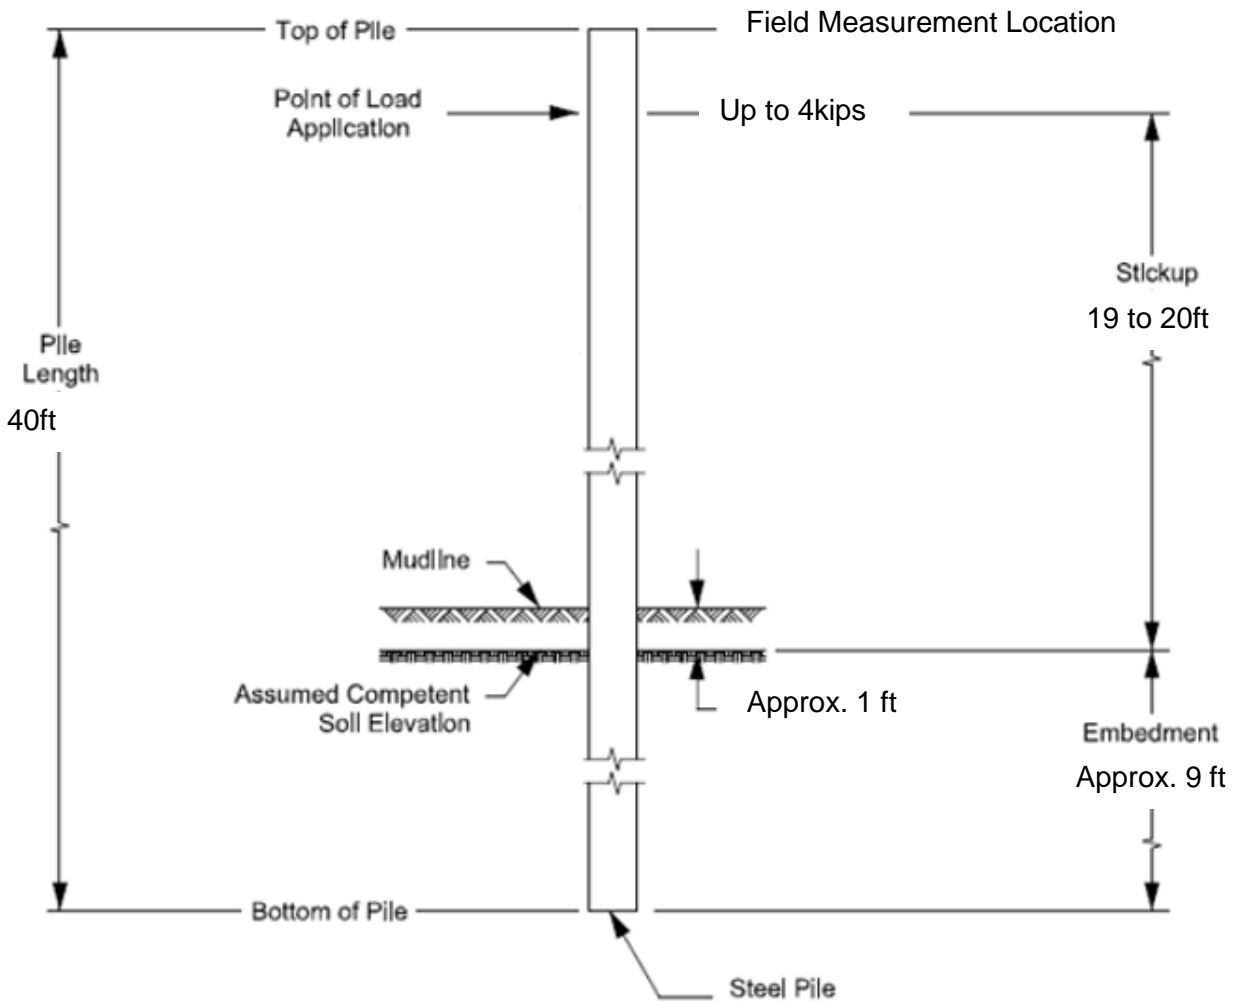 Top of Pile
Field Measurement Location
Point of Load
Application
Up to 4kips
Stickup
19 to 20ft
Pile
Length
40ft
Mudline
Assumed Competent
Soil Elevation
Approx. 1 ft
Embedment
Approx. 9 ft
Bottom of Pile
Steel Pile